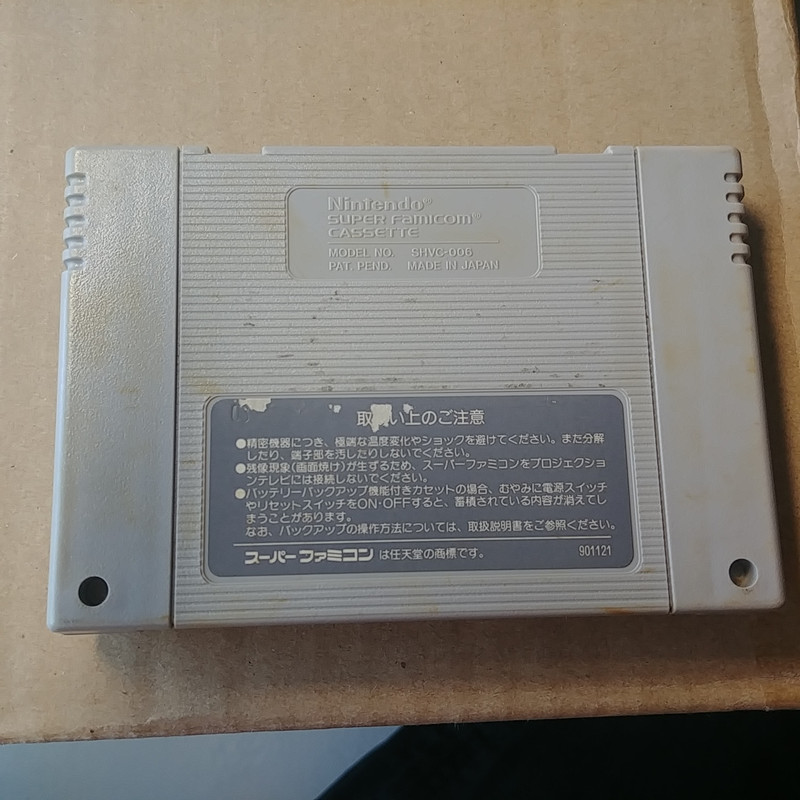 Nintendo®
SUPER Famicom®
CASSETTE
MODEL NO. SHVC-006
PAT. PEND. MADE IN JAPAN
取 い上のご注意
●精密機器につき、極端な温度変化やショックを避けてください。また分解
したり、端子部を汚したりしないでください。
●残像現象(画面焼け)が生ずるため、スーパーファミコンをプロジェクショ
ンテレビには接続しないでください。
●バッテリーバックアップ機能付きカセットの場合、むやみに電源スイッチ
やリセットスイッチをON・OFFすると、蓄積されている内容が消えてし
まうことがあります。
なお、バックアップの操作方法については、取扱説明書をご参照ください。
スーパーファミコン は任天堂の商標です。 901121